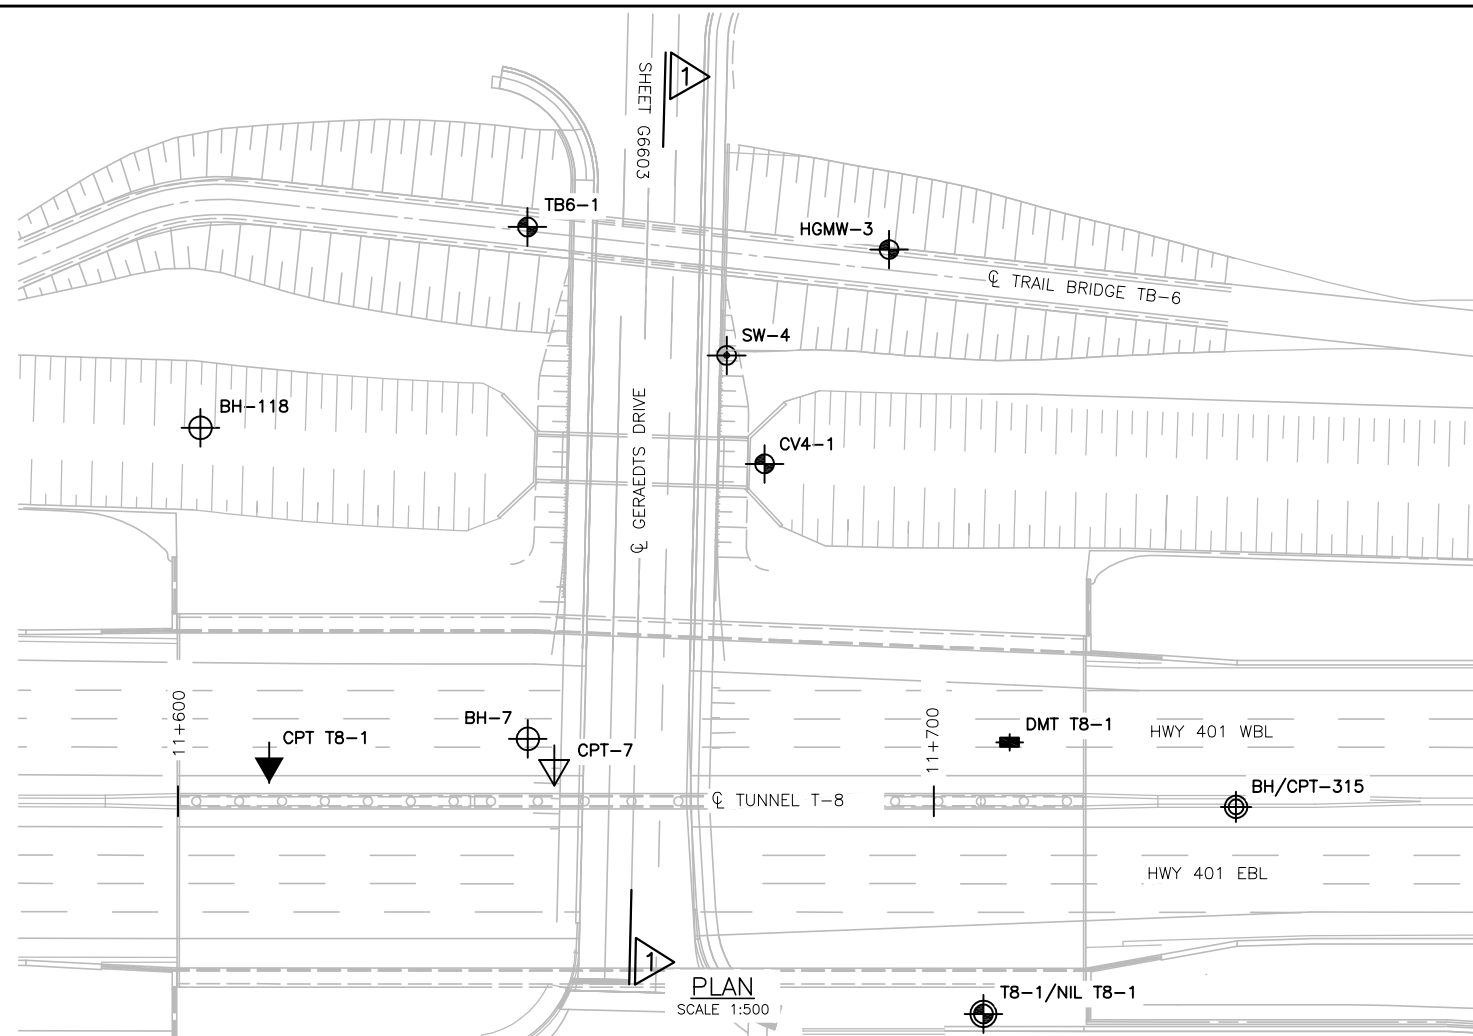 1
SHEET G6603
TB6-1
HGMW-3
℄ TRAIL BRIDGE TB-6
SW-4
BH-118
℄ GERAEDTS DRIVE
CV4-1
11+600
BH-7
CPT T8-1
CPT-7
11+700
DMT T8-1
HWY 401 WBL
℄ TUNNEL T-8
BH/CPT-315
HWY 401 EBL
1
PLAN
SCALE 1:500
T8-1/NIL T8-1